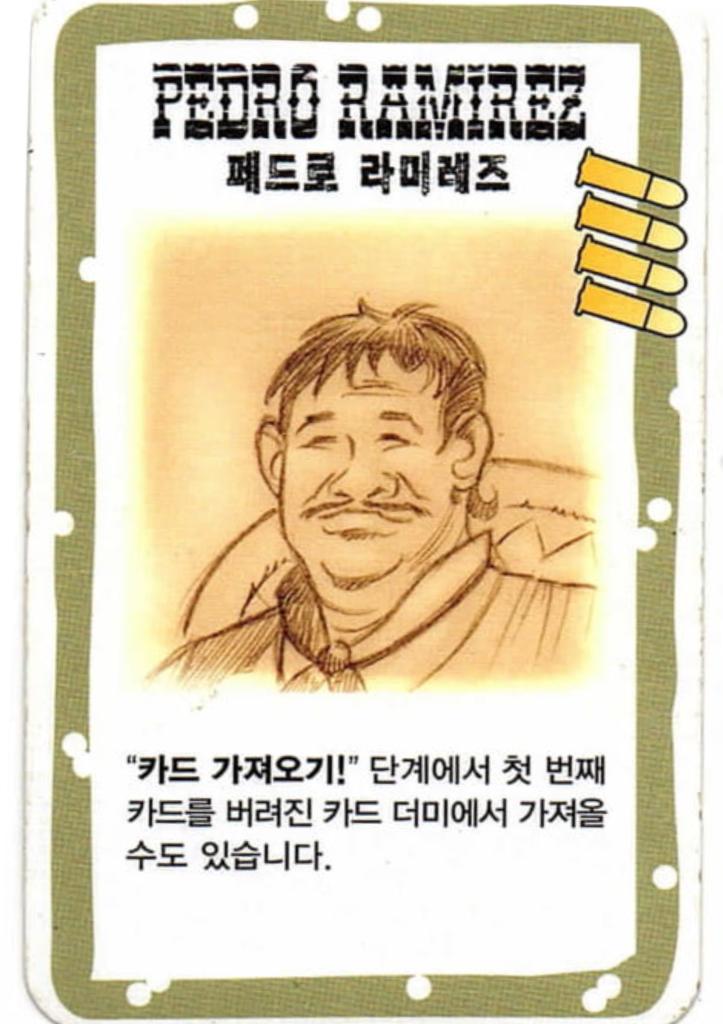 PEDRO RAMIREZ
페드로 라미레즈
“카드 가져오기!” 단계에서 첫 번째
카드를 버려진 카드 더미에서 가져올
수도 있습니다.